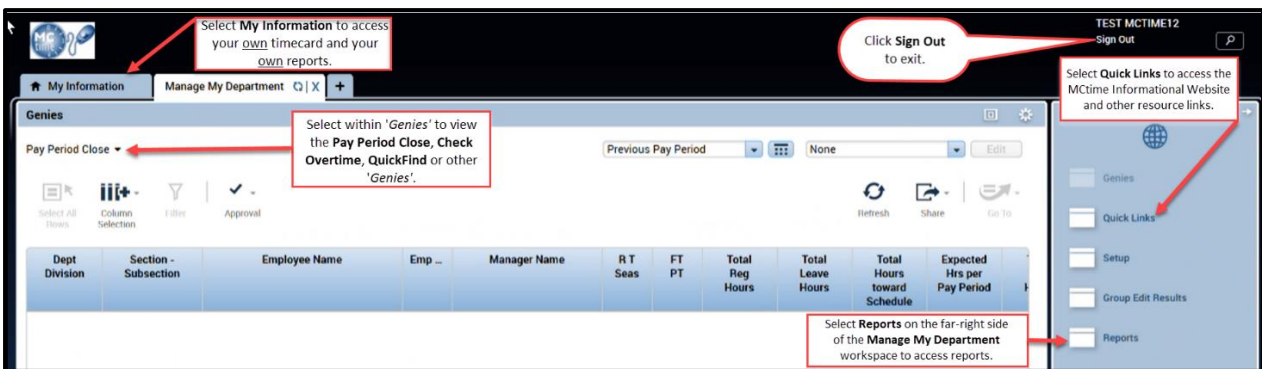 MC
time
Select My Information to access
your own timecard and your
own reports.
Click Sign Out
to exit.
TEST MCTIME12
Sign Out
My Information
Manage My Department
X
+
Select Quick Links to access the
MCtime Informational Website
and other resource links.
Genies
Select within 'Genies' to view
the Pay Period Close, Check
Overtime, QuickFind or other
'Genies'.
Pay Period Close
Previous Pay Period
None
Edit
Select All
Rows
Column
Selection
Filter
Approval
Refresh
Share
Go To
Dept
Division
Section -
Subsection
Employee Name
Emp ...
Manager Name
R T
Seas
FT
PT
Total
Reg
Hours
Total
Leave
Hours
Total
Hours
toward
Schedule
Expected
Hrs per
Pay Period
Genies
Quick Links
Setup
Group Edit Results
Reports
Select Reports on the far-right side
of the Manage My Department
workspace to access reports.